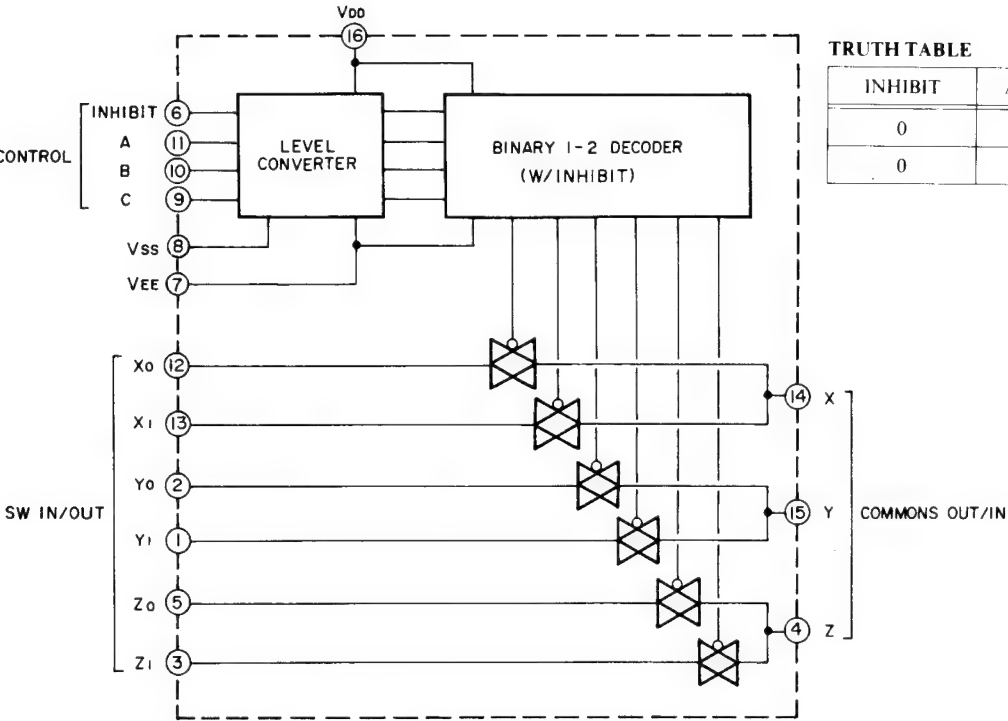 VDD
16
TRUTH TABLE
INHIBIT
0
0
CONTROL
INHIBIT 6
A 11
B 10
C 9
LEVEL
CONVERTER
BINARY 1-2 DECODER
(W/INHIBIT)
VSS 8
VEE 7
SW IN/OUT
X0 12
X1 13
Y0 2
Y1 1
Z0 5
Z1 3
14 X
15 Y
4 Z
COMMONS OUT/IN